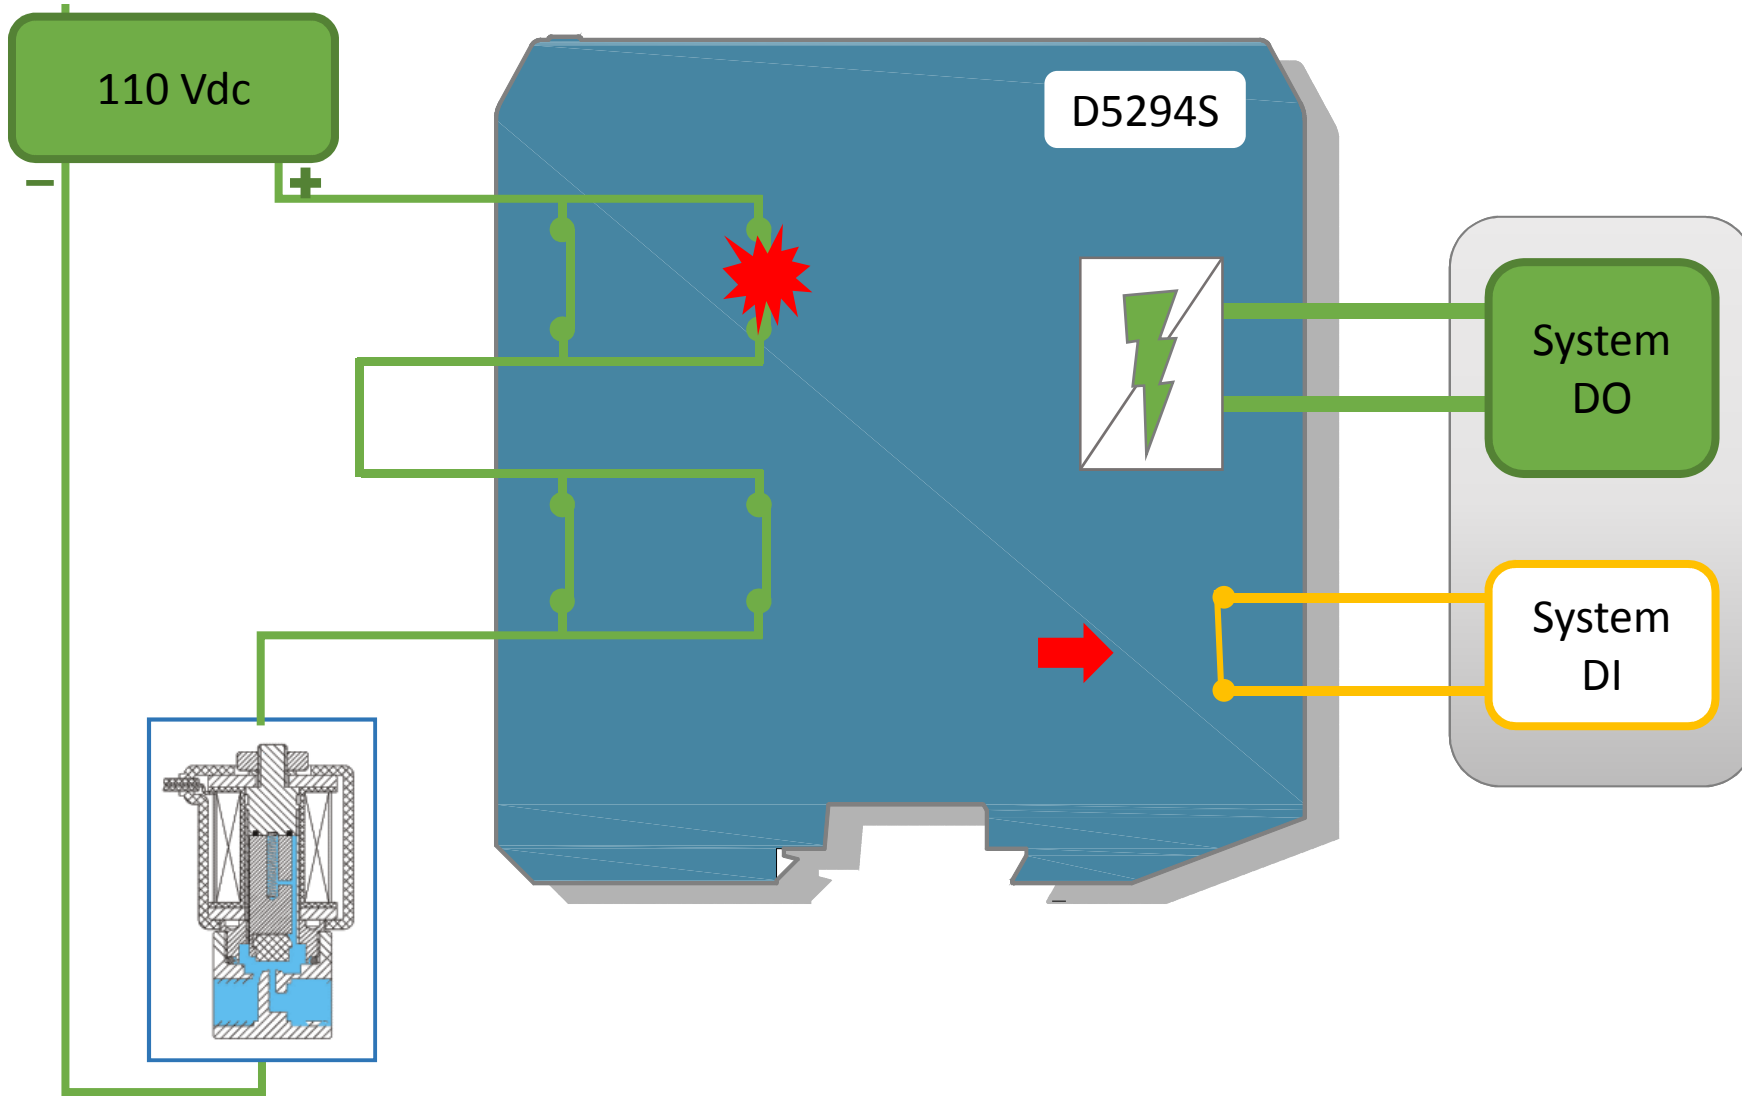 110 Vdc
D5294S
– +
System
DO
System
DI